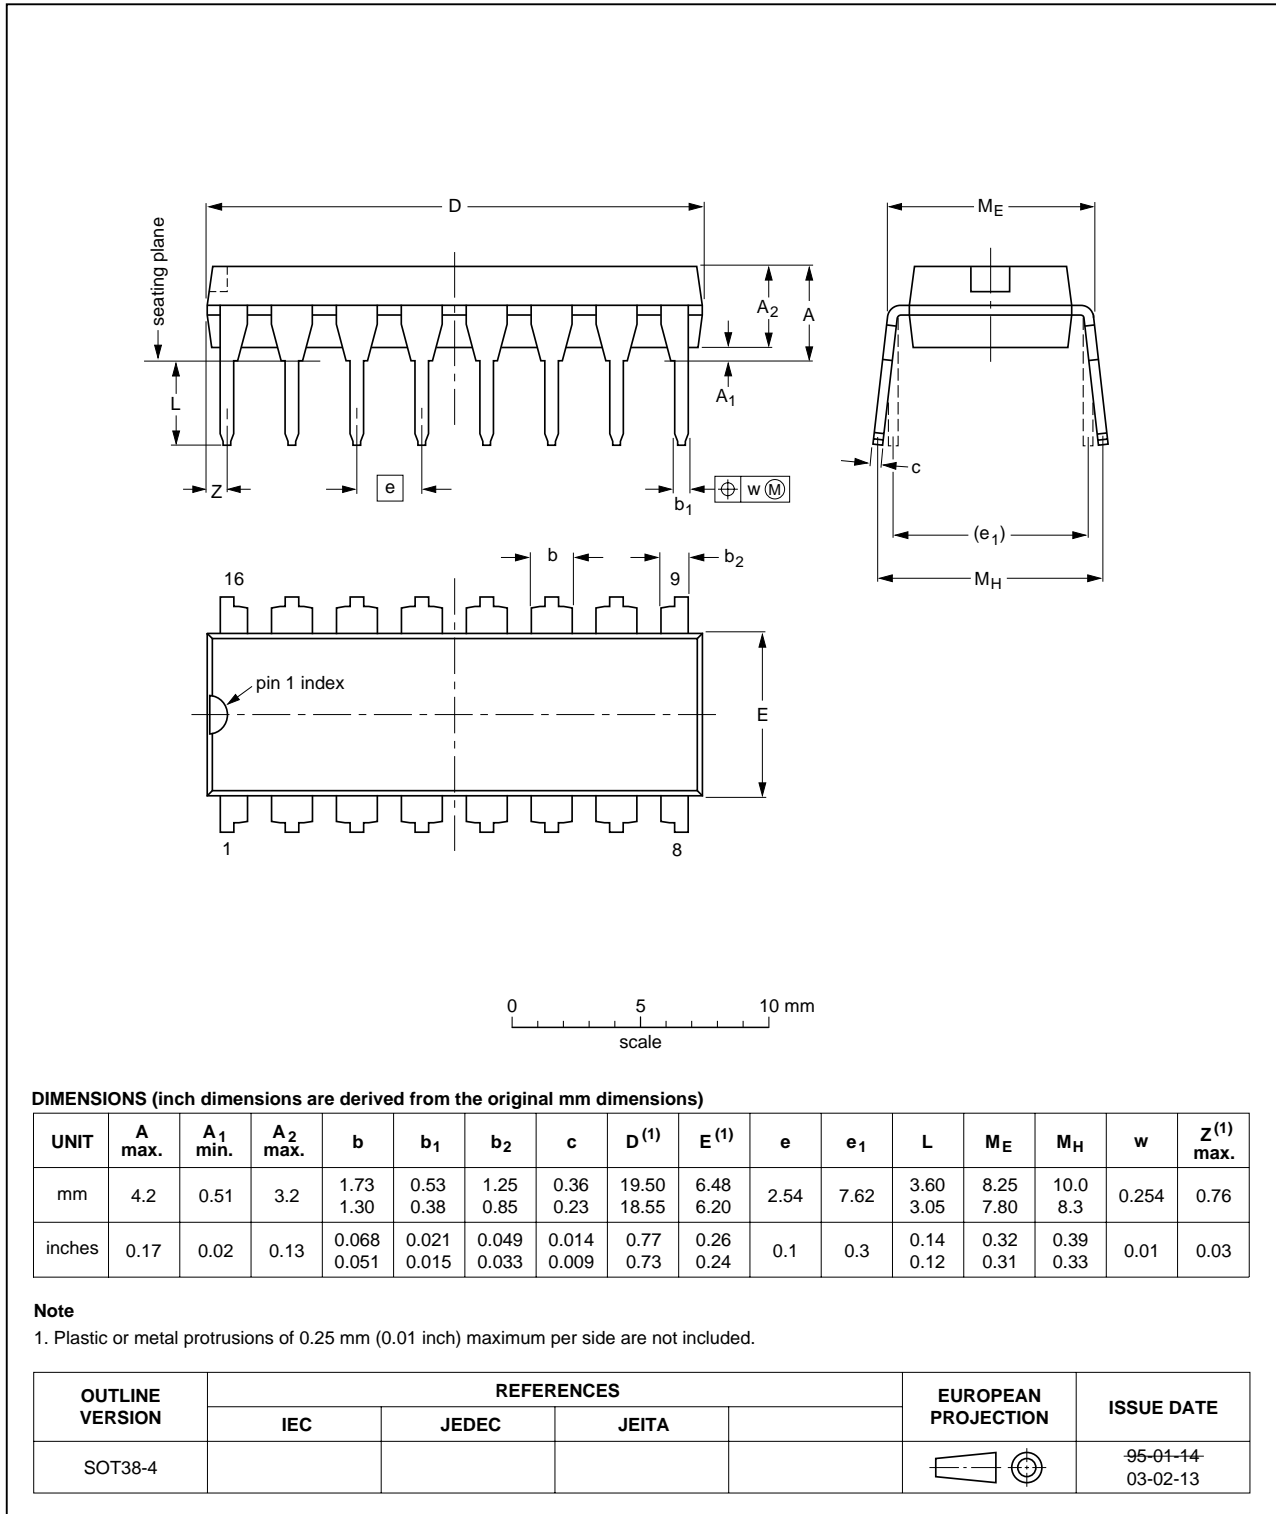 D
M_E
seating plane
A_2
A
A_1
L
Z
e
b_1
w Ⓜ
c
(e_1)
M_H
b
b_2
16
9
pin 1 index
E
1
8
0 5 10 mm
scale
DIMENSIONS (inch dimensions are derived from the original mm dimensions)
UNIT A max. A_1 min. A_2 max. b b_1 b_2 c D^(1) E^(1) e e_1 L M_E M_H w Z^(1) max.
mm 4.2 0.51 3.2 1.73 1.30 0.53 0.38 1.25 0.85 0.36 0.23 19.50 18.55 6.48 6.20 2.54 7.62 3.60 3.05 8.25 7.80 10.0 8.3 0.254 0.76
inches 0.17 0.02 0.13 0.068 0.051 0.021 0.015 0.049 0.033 0.014 0.009 0.77 0.73 0.26 0.24 0.1 0.3 0.14 0.12 0.32 0.31 0.39 0.33 0.01 0.03
Note
1. Plastic or metal protrusions of 0.25 mm (0.01 inch) maximum per side are not included.
OUTLINE VERSION REFERENCES EUROPEAN PROJECTION ISSUE DATE
IEC JEDEC JEITA
SOT38-4 95-01-14
03-02-13